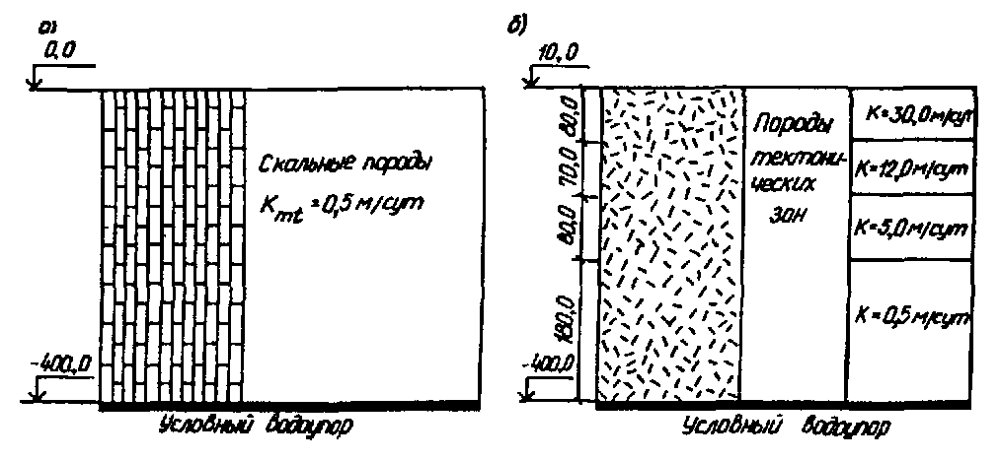 а)
0,0
Скальные породы
Kmt = 0,5 м/сут
-400,0
Условный водоупор
б)
10,0
80,0
70,0
80,0
180,0
Породы
тектони-
ческих
зон
K=30,0 м/сут
K=12,0 м/сут
K=5,0 м/сут
K=0,5 м/сут
-400,0
Условный водоупор